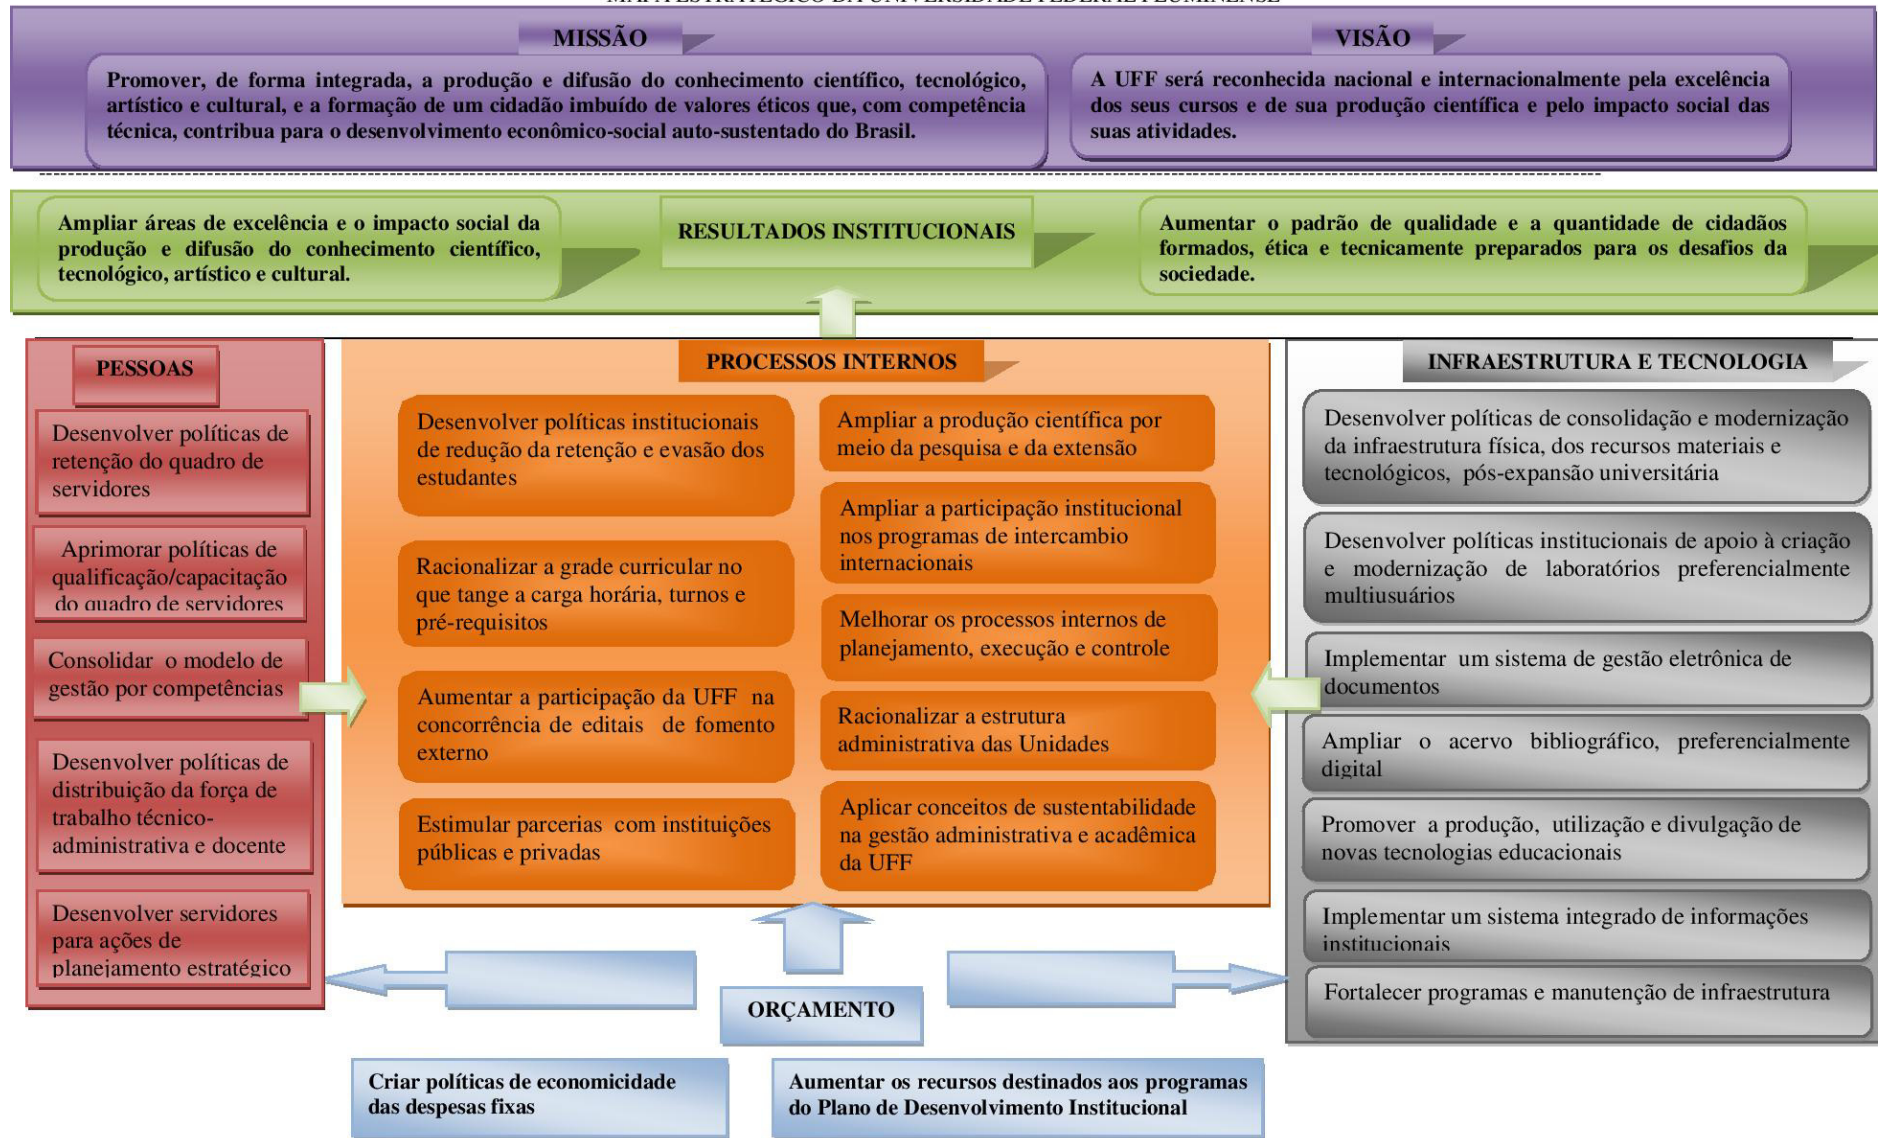 MAPA ESTRATÉGICO DA UNIVERSIDADE FEDERAL FLUMINENSE
MISSÃO
Promover, de forma integrada, a produção e difusão do conhecimento científico, tecnológico,
artístico e cultural, e a formação de um cidadão imbuído de valores éticos que, com competência
técnica, contribua para o desenvolvimento econômico-social auto-sustentado do Brasil.
VISÃO
A UFF será reconhecida nacional e internacionalmente pela excelência
dos seus cursos e de sua produção científica e pelo impacto social das
suas atividades.
Ampliar áreas de excelência e o impacto social da
produção e difusão do conhecimento científico,
tecnológico, artístico e cultural.
RESULTADOS INSTITUCIONAIS
Aumentar o padrão de qualidade e a quantidade de cidadãos
formados, ética e tecnicamente preparados para os desafios da
sociedade.
PESSOAS
Desenvolver políticas de
retenção do quadro de
servidores
Aprimorar políticas de
qualificação/capacitação
do quadro de servidores
Consolidar o modelo de
gestão por competências
Desenvolver políticas de
distribuição da força de
trabalho técnico-
administrativa e docente
Desenvolver servidores
para ações de
planejamento estratégico
PROCESSOS INTERNOS
Desenvolver políticas institucionais
de redução da retenção e evasão dos
estudantes
Racionalizar a grade curricular no
que tange a carga horária, turnos e
pré-requisitos
Aumentar a participação da UFF na
concorrência de editais de fomento
externo
Estimular parcerias com instituições
públicas e privadas
Ampliar a produção científica por
meio da pesquisa e da extensão
Ampliar a participação institucional
nos programas de intercambio
internacionais
Melhorar os processos internos de
planejamento, execução e controle
Racionalizar a estrutura
administrativa das Unidades
Aplicar conceitos de sustentabilidade
na gestão administrativa e acadêmica
da UFF
INFRAESTRUTURA E TECNOLOGIA
Desenvolver políticas de consolidação e modernização
da infraestrutura física, dos recursos materiais e
tecnológicos, pós-expansão universitária
Desenvolver políticas institucionais de apoio à criação
e modernização de laboratórios preferencialmente
multiusuários
Implementar um sistema de gestão eletrônica de
documentos
Ampliar o acervo bibliográfico, preferencialmente
digital
Promover a produção, utilização e divulgação de
novas tecnologias educacionais
Implementar um sistema integrado de informações
institucionais
Fortalecer programas e manutenção de infraestrutura
ORÇAMENTO
Criar políticas de economicidade
das despesas fixas
Aumentar os recursos destinados aos programas
do Plano de Desenvolvimento Institucional